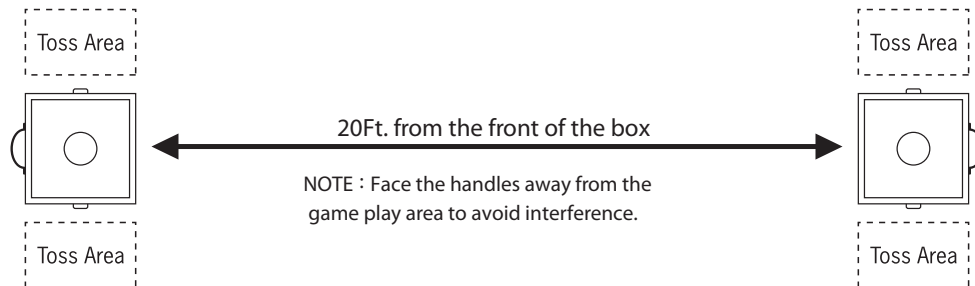 Toss Area
Toss Area
20Ft. from the front of the box
NOTE : Face the handles away from the
game play area to avoid interference.
Toss Area
Toss Area